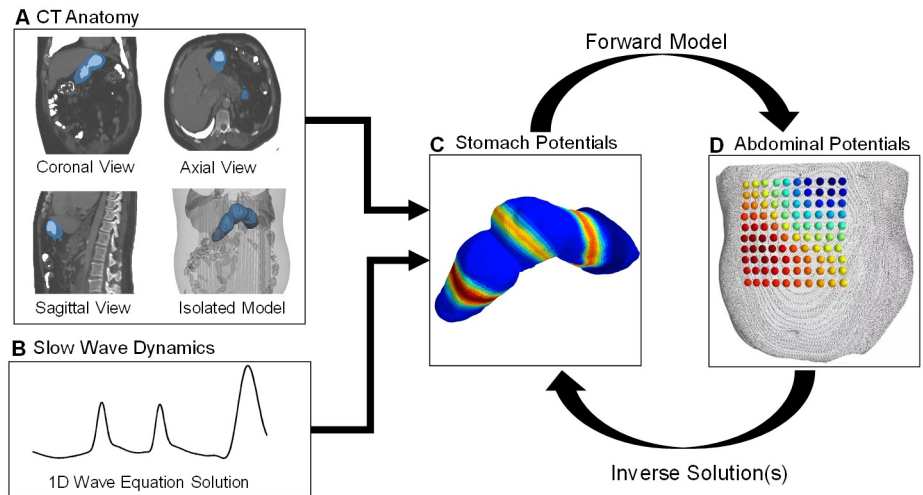 A CT Anatomy
Coronal View
Axial View
Sagittal View
Isolated Model
B Slow Wave Dynamics
1D Wave Equation Solution
Forward Model
C Stomach Potentials
D Abdominal Potentials
Inverse Solution(s)